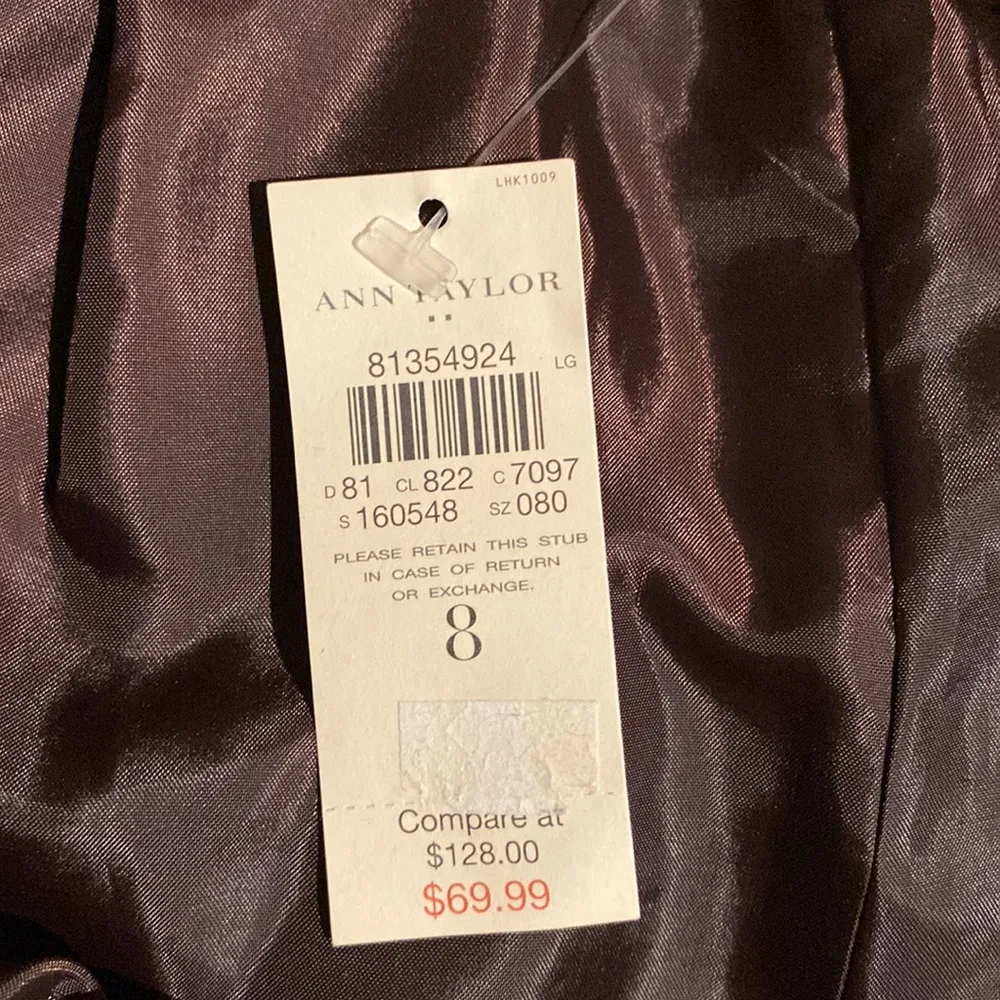 LHK1009
ANN TAYLOR
81354924 LG
D 81 CL 822 C 7097
S 160548 SZ 080
PLEASE RETAIN THIS STUB
IN CASE OF RETURN
OR EXCHANGE.
8
Compare at
$128.00
$69.99